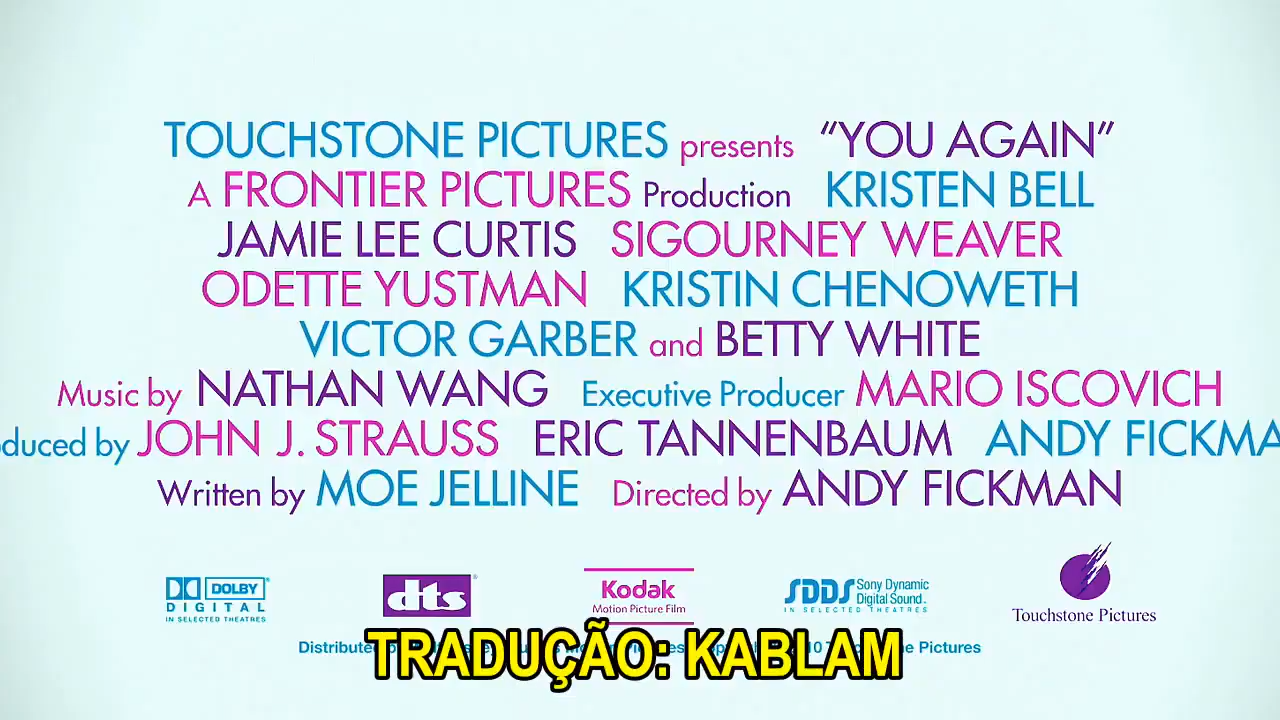 TOUCHSTONE PICTURES presents “YOU AGAIN”
A FRONTIER PICTURES Production KRISTEN BELL
JAMIE LEE CURTIS SIGOURNEY WEAVER
ODETTE YUSTMAN KRISTIN CHENOWETH
VICTOR GARBER and BETTY WHITE
Music by NATHAN WANG Executive Producer MARIO ISCOVICH
oduced by JOHN J. STRAUSS ERIC TANNENBAUM ANDY FICKMA
Written by MOE JELLINE Directed by ANDY FICKMAN
DOLBY
DIGITAL
IN SELECTED THEATRES
dts
Kodak
Motion Picture Film
SDDS Sony Dynamic
Digital Sound.
IN SELECTED THEATRES
Touchstone Pictures
Pictures
TRADUÇÃO: KABLAM